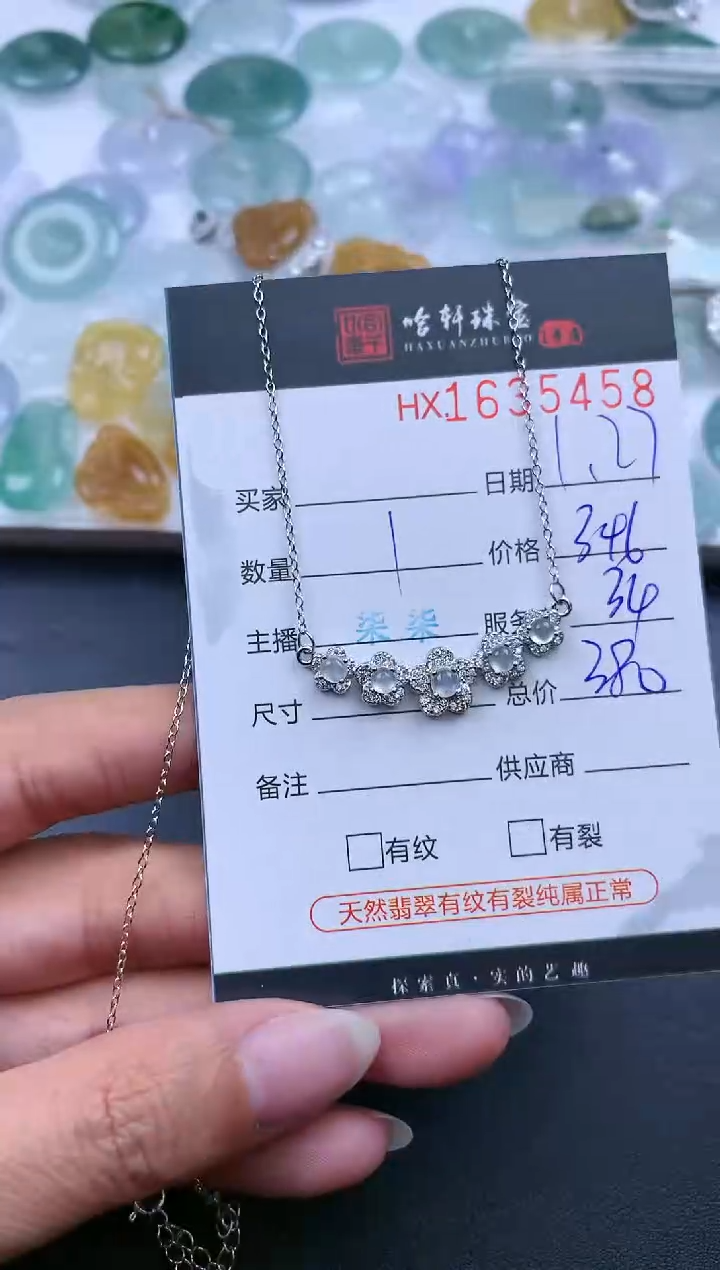 哈轩珠宝
HAXUANZHUBAO
HX1635458
买家 日期 1.27
数量 1 价格 346
主播 柒柒 服务 34
尺寸 总价 380
备注 供应商
有纹 有裂
天然翡翠有纹有裂纯属正常
探索真·实的艺趣